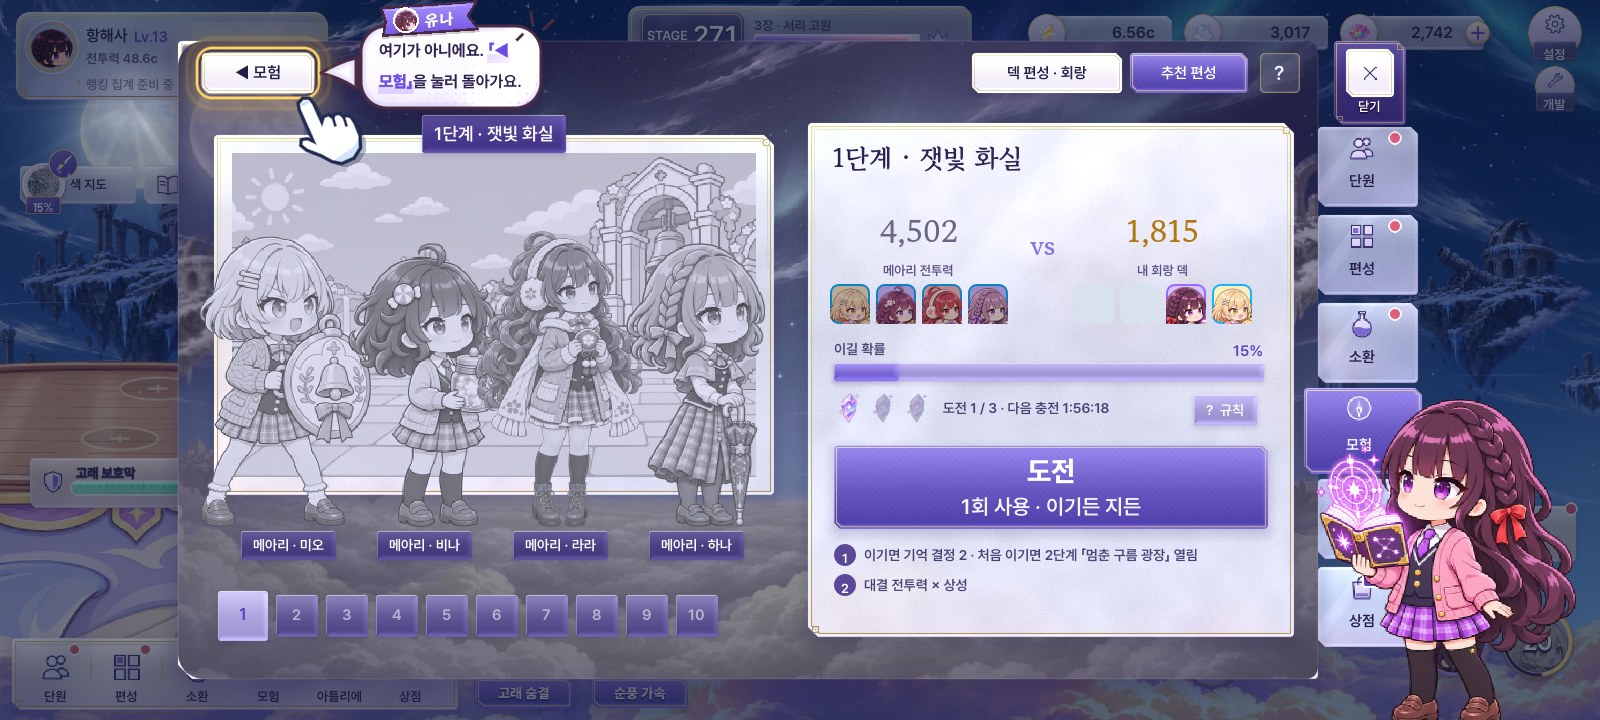 항해사 Lv.13
전투력 48.6c
랭킹 집계 준비 중
유나
여기가 아니에요. 「◀
모험」을 눌러 돌아가요.
◀ 모험
STAGE 271
3장 · 서리 고원
6.56c
3,017
2,742
설정
개발
덱 편성 · 회랑
추천 편성
?
닫기
색 지도
15%
1단계 · 잿빛 화실
1단계 · 잿빛 화실
4,502
VS
1,815
메아리 전투력
내 회랑 덱
이길 확률
15%
도전 1 / 3 · 다음 충전 1:56:18
? 규칙
도전
1회 사용 · 이기든 지든
1 이기면 기억 결정 2 · 처음 이기면 2단계 「멈춘 구름 광장」 열림
2 대결 전투력 × 상성
메아리 · 미오
메아리 · 비나
메아리 · 라라
메아리 · 하나
1 2 3 4 5 6 7 8 9 10
고래 보호막
단원
편성
소환
모험
상점
단원
편성
소환
모험
아틀리에
상점
고래 숨결
순풍 가속